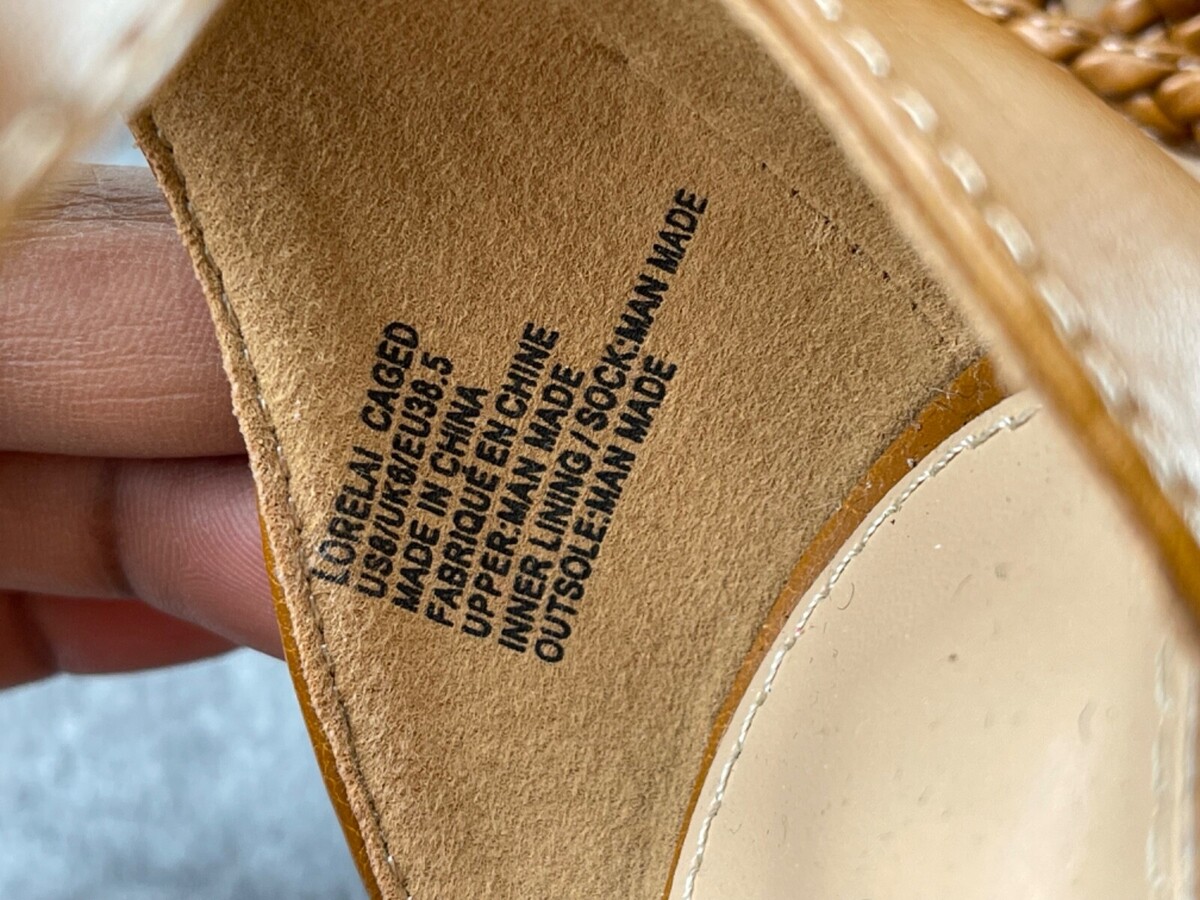 LORELAI CAGED
US8/UK6/EU38.5
MADE IN CHINA
FABRIQUÉ EN CHINE
UPPER:MAN MADE
INNER LINING / SOCK:MAN MADE
OUTSOLE:MAN MADE